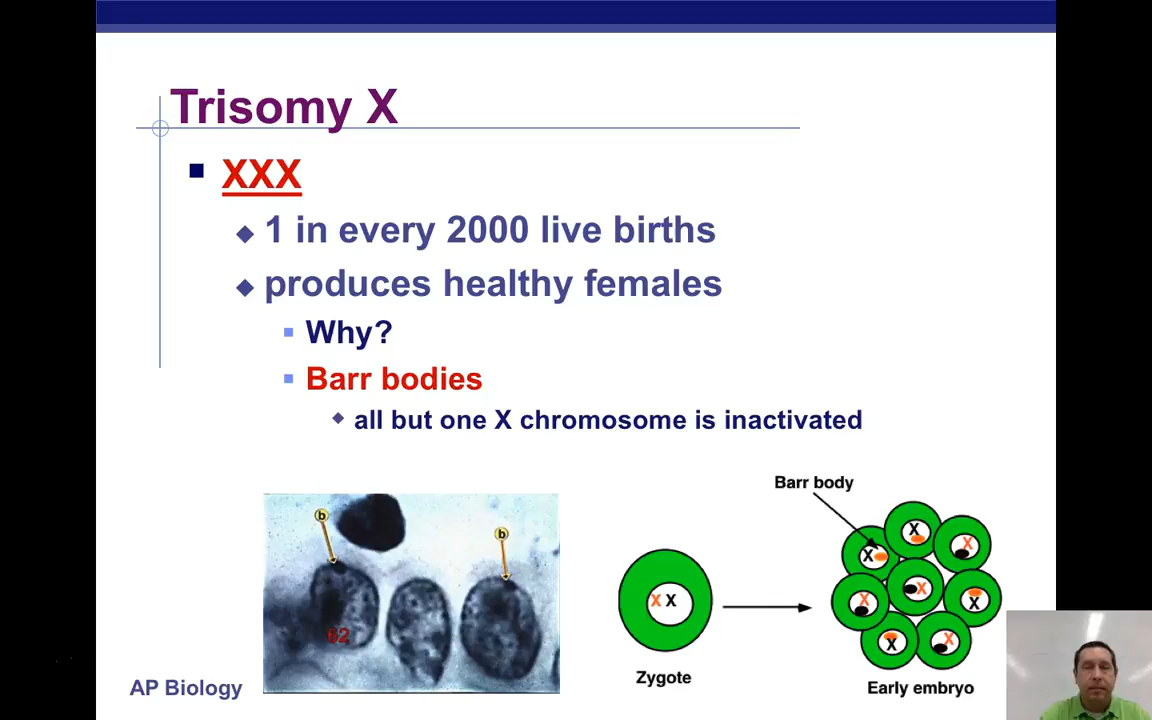 Trisomy X
XXX
1 in every 2000 live births
produces healthy females
Why?
Barr bodies
all but one X chromosome is inactivated
Barr body
b
b
62
X X
X
X
X
X
X
X
X
X
X
Zygote
Early embryo
AP Biology